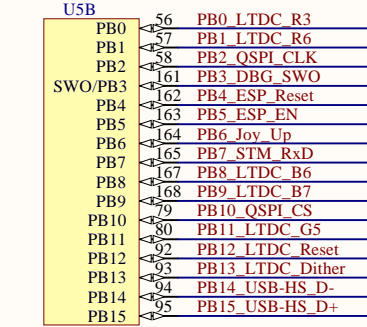 U5B
PB0 56 PB0_LTDC_R3
PB1 57 PB1_LTDC_R6
PB2 58 PB2_QSPI_CLK
SWO/PB3 161 PB3_DBG_SWO
PB4 162 PB4_ESP_Reset
PB5 163 PB5_ESP_EN
PB6 164 PB6_Joy_Up
PB7 165 PB7_STM_RxD
PB8 167 PB8_LTDC_B6
PB9 168 PB9_LTDC_B7
PB10 79 PB10_QSPI_CS
PB11 80 PB11_LTDC_G5
PB12 92 PB12_LTDC_Reset
PB13 93 PB13_LTDC_Dither
PB14 94 PB14_USB-HS_D-
PB15 95 PB15_USB-HS_D+